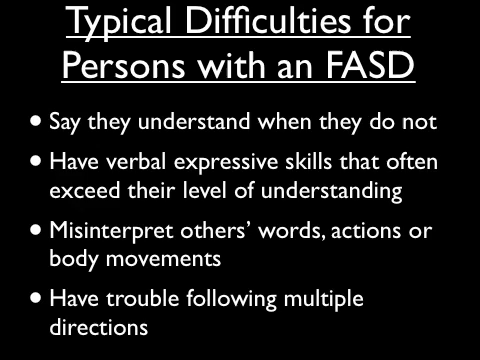 Typical Difficulties for
Persons with an FASD
• Say they understand when they do not
• Have verbal expressive skills that often
exceed their level of understanding
• Misinterpret others’ words, actions or
body movements
• Have trouble following multiple
directions